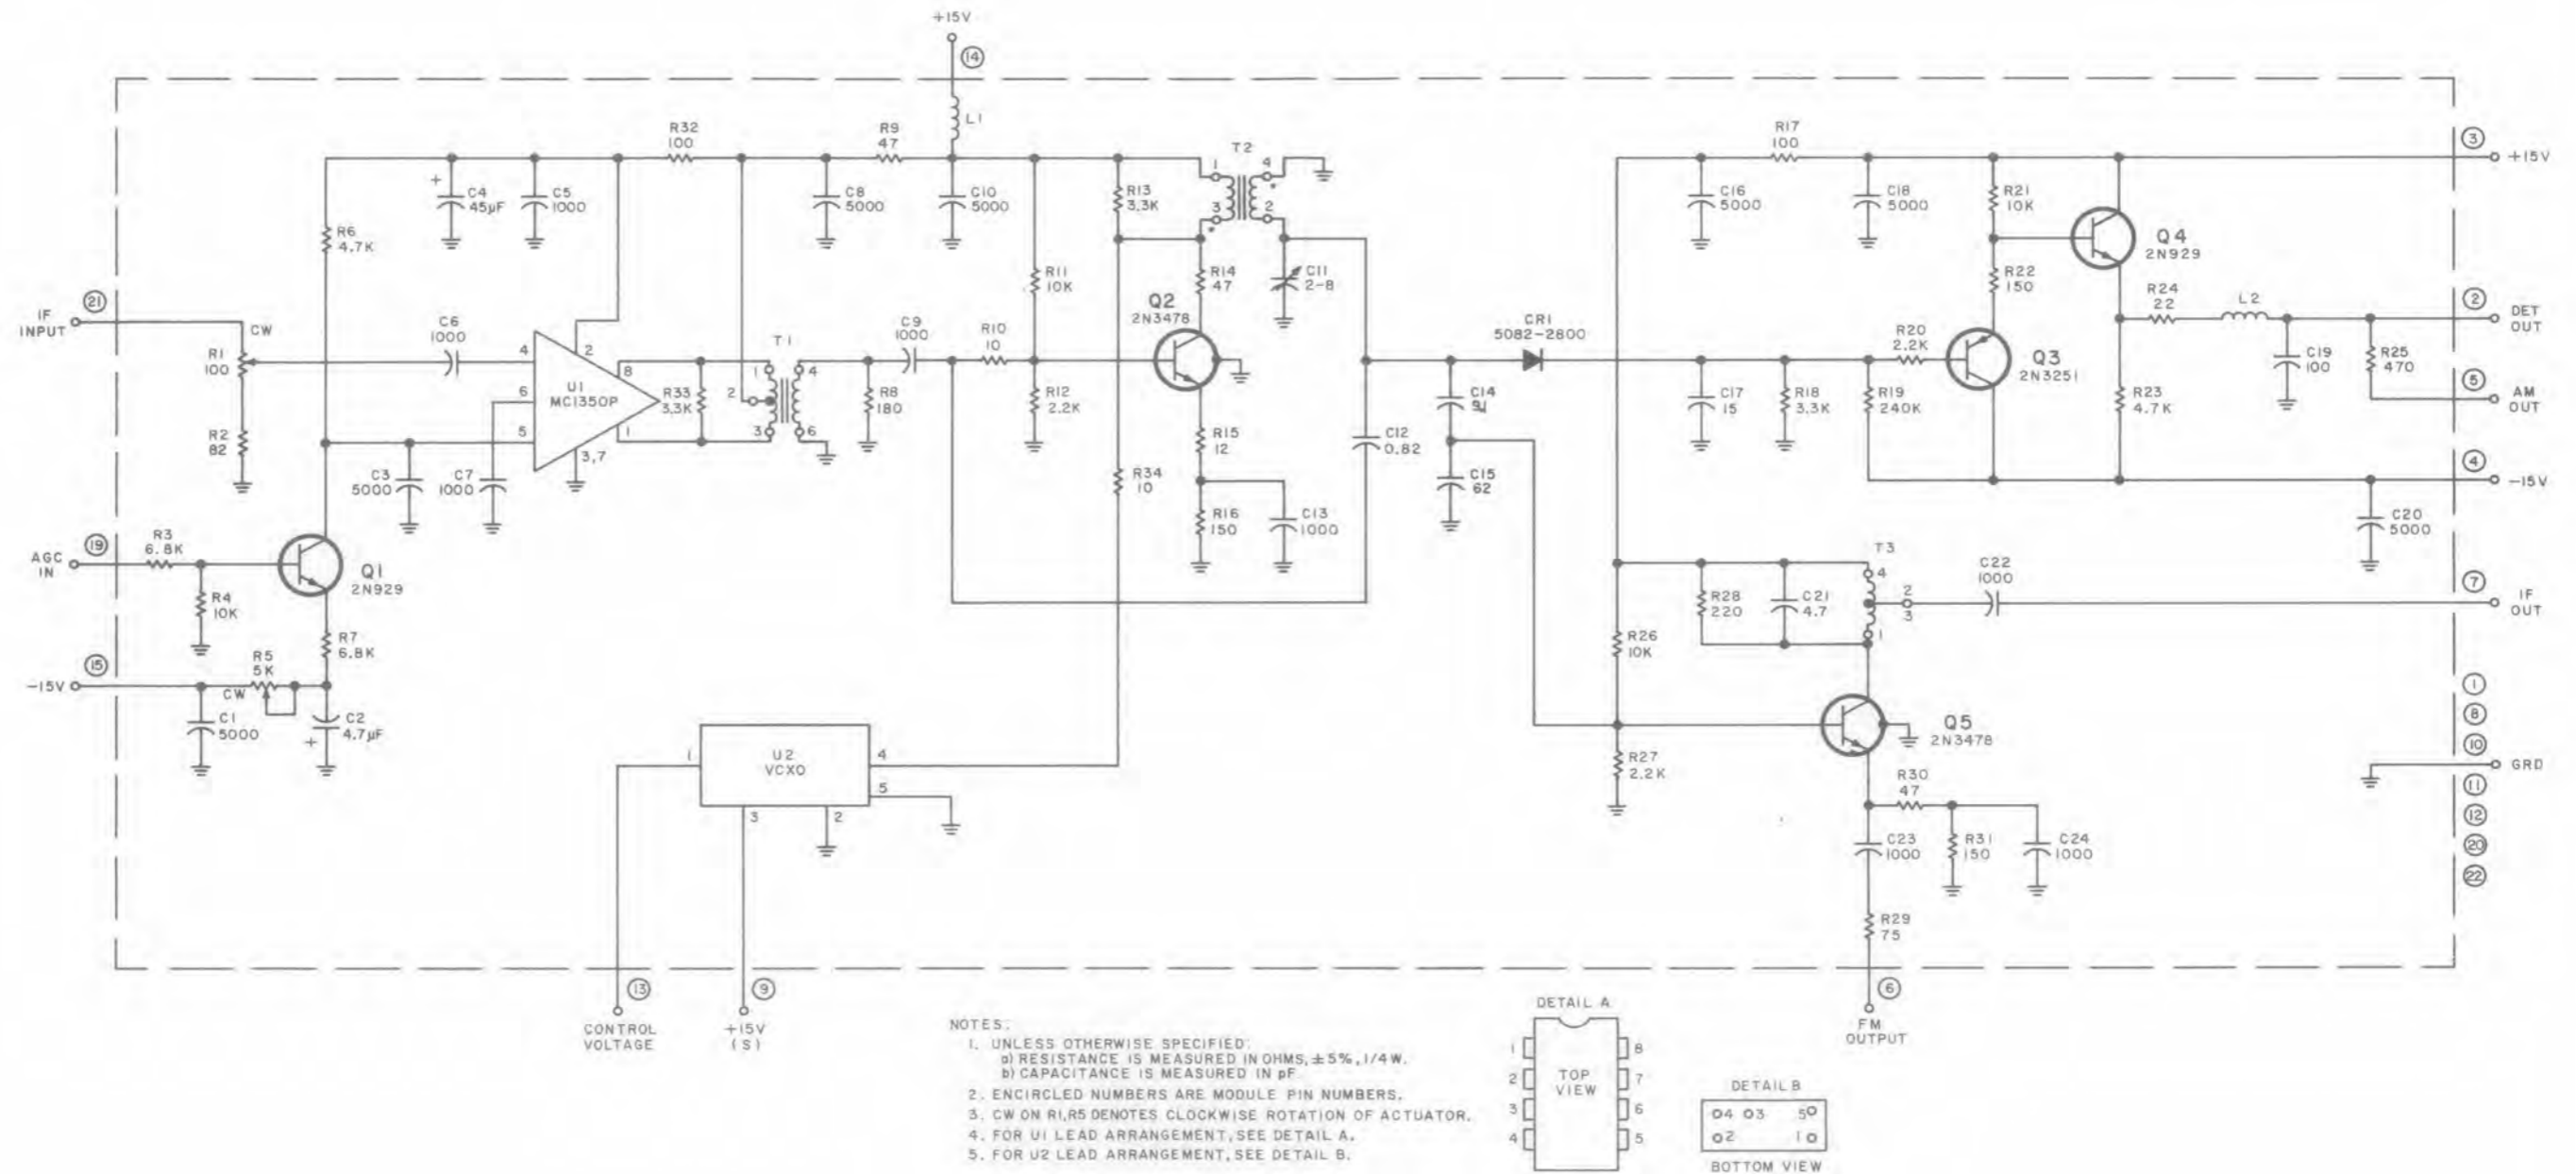 +15V
14
L1
R32
100
R9
47
T2
1
4
3
2
R17
100
3
+15V
C4
45µF
+
C5
1000
C8
5000
C10
5000
R13
3.3K
C16
5000
C18
5000
R21
10K
Q4
2N929
R6
4.7K
R11
10K
R14
47
C11
2-8
R22
150
R24
22
L2
2
DET
OUT
21
IF
INPUT
CW
R1
100
C6
1000
4
2
8
U1
MC1350P
6
5
1
3,7
R33
3.3K
T1
1
2
3
4
6
R8
180
C9
1000
R10
10
Q2
2N3478
R12
2.2K
CR1
5082-2800
R20
2.2K
Q3
2N3251
C19
100
R25
470
5
AM
OUT
R2
82
C3
5000
C7
1000
R15
12
R34
10
C12
0.82
C14
C15
62
C17
15
R18
3.3K
R19
240K
R23
4.7K
4
-15V
R16
150
C13
1000
C20
5000
19
AGC
IN
R3
6.8K
R4
10K
Q1
2N929
T3
4
2
3
1
C22
1000
7
IF
OUT
R28
220
C21
4.7
R7
6.8K
R5
5K
CW
15
-15V
C1
5000
C2
4.7µF
+
R26
10K
1
8
10
GRD
11
12
20
22
Q5
2N3478
U2
VCXO
1
4
5
3
2
R27
2.2K
R30
47
C23
1000
R31
150
C24
1000
R29
75
13
CONTROL
VOLTAGE
9
+15V
(S)
6
FM
OUTPUT
NOTES:
1. UNLESS OTHERWISE SPECIFIED:
a) RESISTANCE IS MEASURED IN OHMS, ±5%, 1/4 W.
b) CAPACITANCE IS MEASURED IN pF
2. ENCIRCLED NUMBERS ARE MODULE PIN NUMBERS.
3. CW ON R1,R5 DENOTES CLOCKWISE ROTATION OF ACTUATOR.
4. FOR U1 LEAD ARRANGEMENT, SEE DETAIL A.
5. FOR U2 LEAD ARRANGEMENT, SEE DETAIL B.
DETAIL A
1
8
2
7
3
6
4
5
TOP
VIEW
DETAIL B
4 3 5
2 1
BOTTOM VIEW